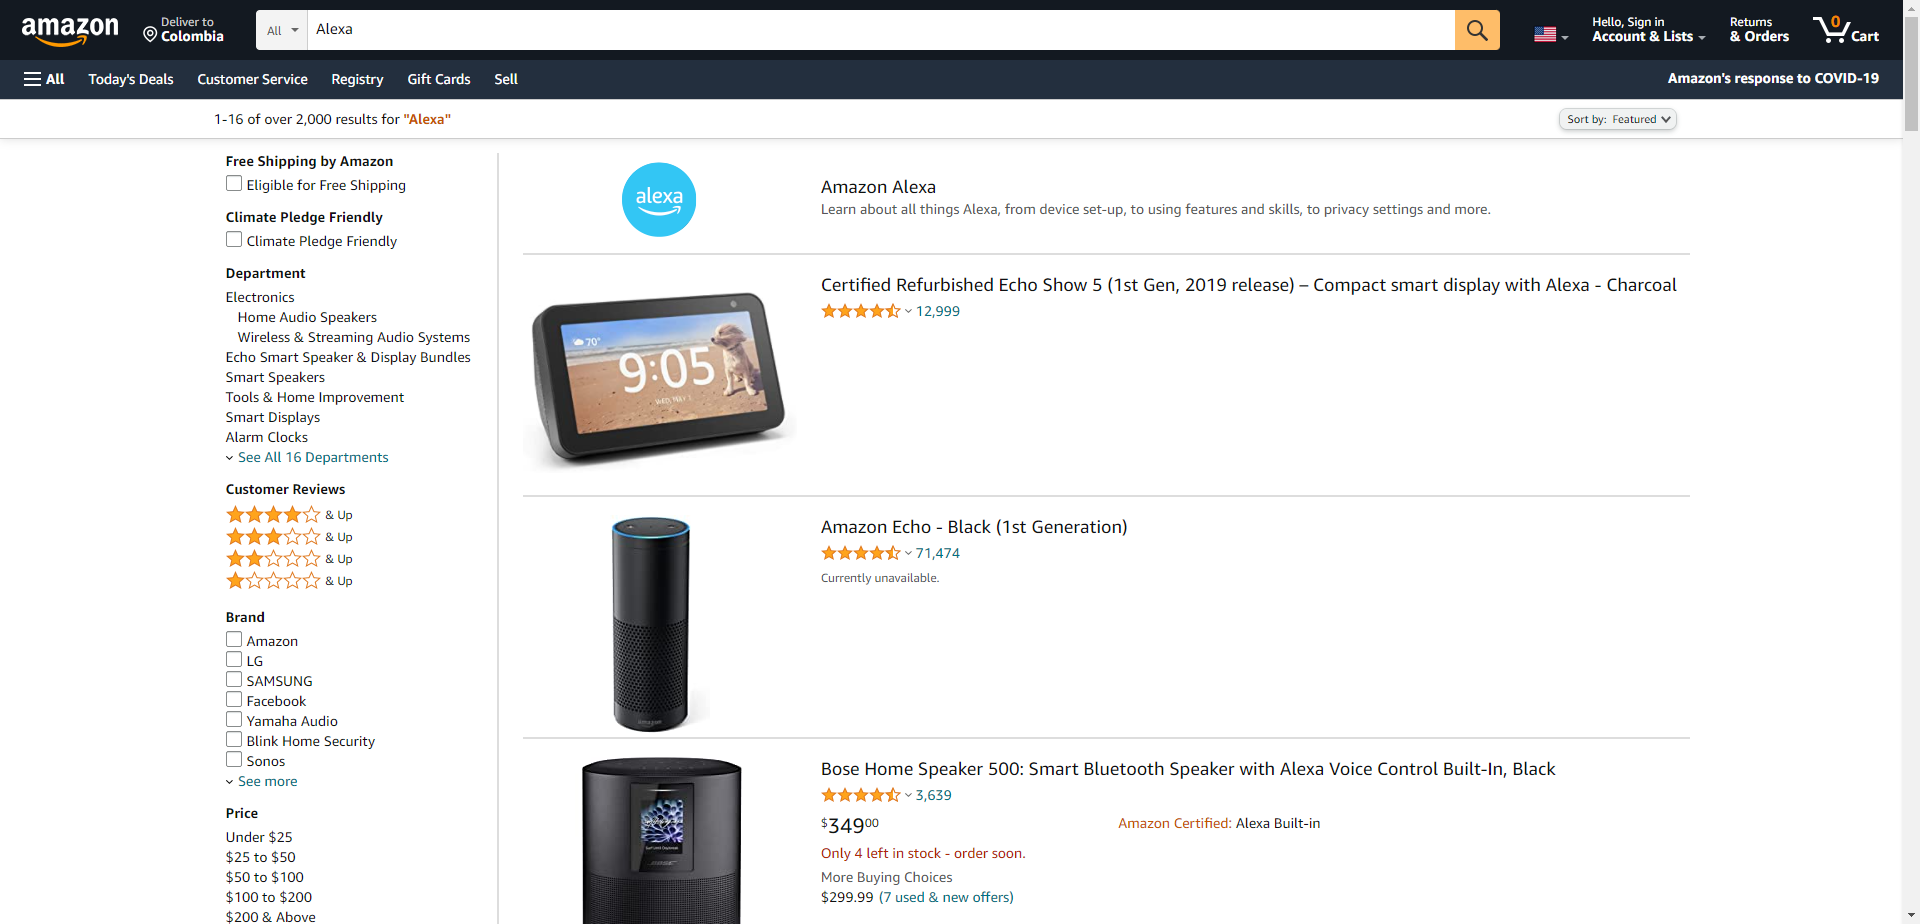 amazon
Deliver to
Colombia
All
Alexa
Hello, Sign in
Account & Lists
Returns
& Orders
0
Cart
All
Today's Deals
Customer Service
Registry
Gift Cards
Sell
Amazon's response to COVID-19
1-16 of over 2,000 results for "Alexa"
Sort by: Featured
Free Shipping by Amazon
Eligible for Free Shipping
Climate Pledge Friendly
Climate Pledge Friendly
Department
Electronics
Home Audio Speakers
Wireless & Streaming Audio Systems
Echo Smart Speaker & Display Bundles
Smart Speakers
Tools & Home Improvement
Smart Displays
Alarm Clocks
See All 16 Departments
Customer Reviews
& Up
& Up
& Up
& Up
Brand
Amazon
LG
SAMSUNG
Facebook
Yamaha Audio
Blink Home Security
Sonos
See more
Price
Under $25
$25 to $50
$50 to $100
$100 to $200
$200 & Above
alexa
Amazon Alexa
Learn about all things Alexa, from device set-up, to using features and skills, to privacy settings and more.
70°
9:05
Certified Refurbished Echo Show 5 (1st Gen, 2019 release) – Compact smart display with Alexa - Charcoal
12,999
amazon
Amazon Echo - Black (1st Generation)
71,474
Currently unavailable.
BOSE
Bose Home Speaker 500: Smart Bluetooth Speaker with Alexa Voice Control Built-In, Black
3,639
$34900
Amazon Certified: Alexa Built-in
Only 4 left in stock - order soon.
More Buying Choices
$299.99 (7 used & new offers)